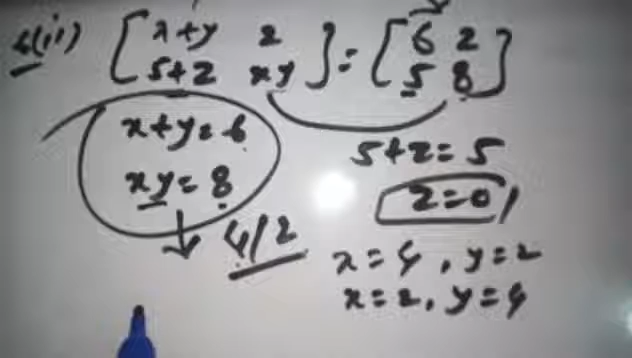 4(ii) [x+y 2
5+z xy] = [6 2
5 8]
x+y=6
xy=8
4/2
5+z=5
z=0
x=4, y=2
x=2, y=4